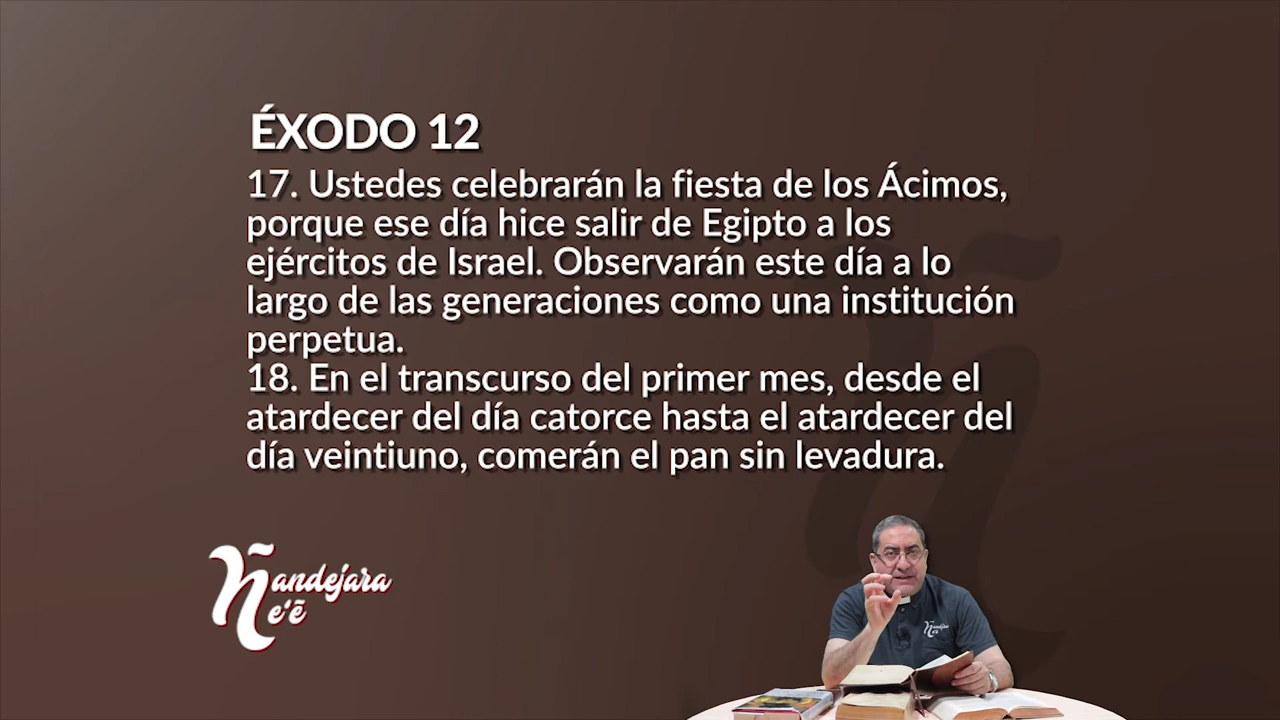 ÉXODO 12
17. Ustedes celebrarán la fiesta de los Ácimos,
porque ese día hice salir de Egipto a los
ejércitos de Israel. Observarán este día a lo
largo de las generaciones como una institución
perpetua.
18. En el transcurso del primer mes, desde el
atardecer del día catorce hasta el atardecer del
día veintiuno, comerán el pan sin levadura.
Ñandejara
Ñe'ẽ